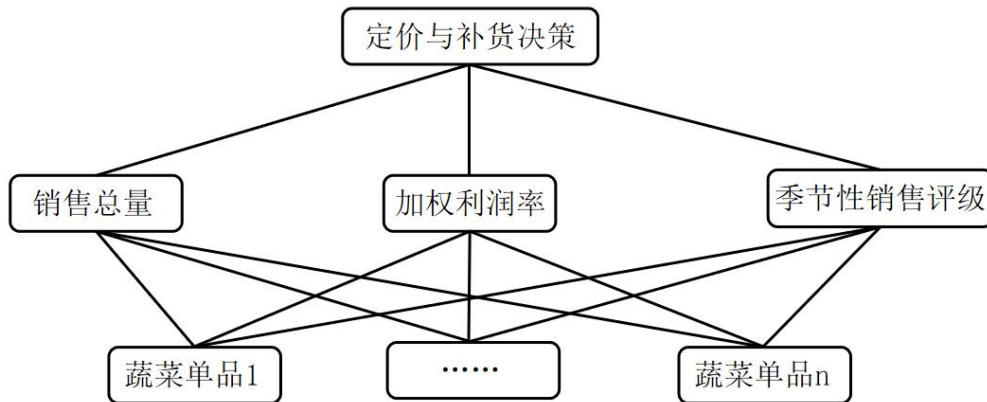 定价与补货决策
销售总量
加权利润率
季节性销售评级
蔬菜单品1
……
蔬菜单品n